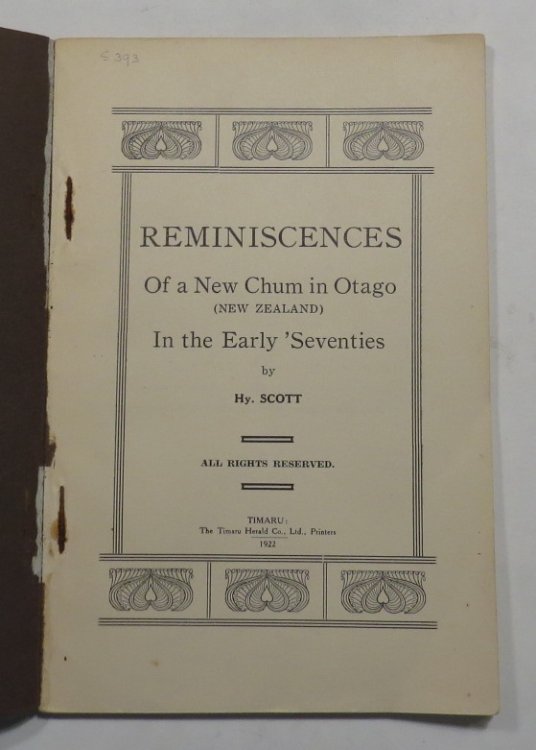 S 393
REMINISCENCES
Of a New Chum in Otago
(NEW ZEALAND)
In the Early 'Seventies
by
Hy. SCOTT
ALL RIGHTS RESERVED.
TIMARU:
The Timaru Herald Co., Ltd., Printers
1922